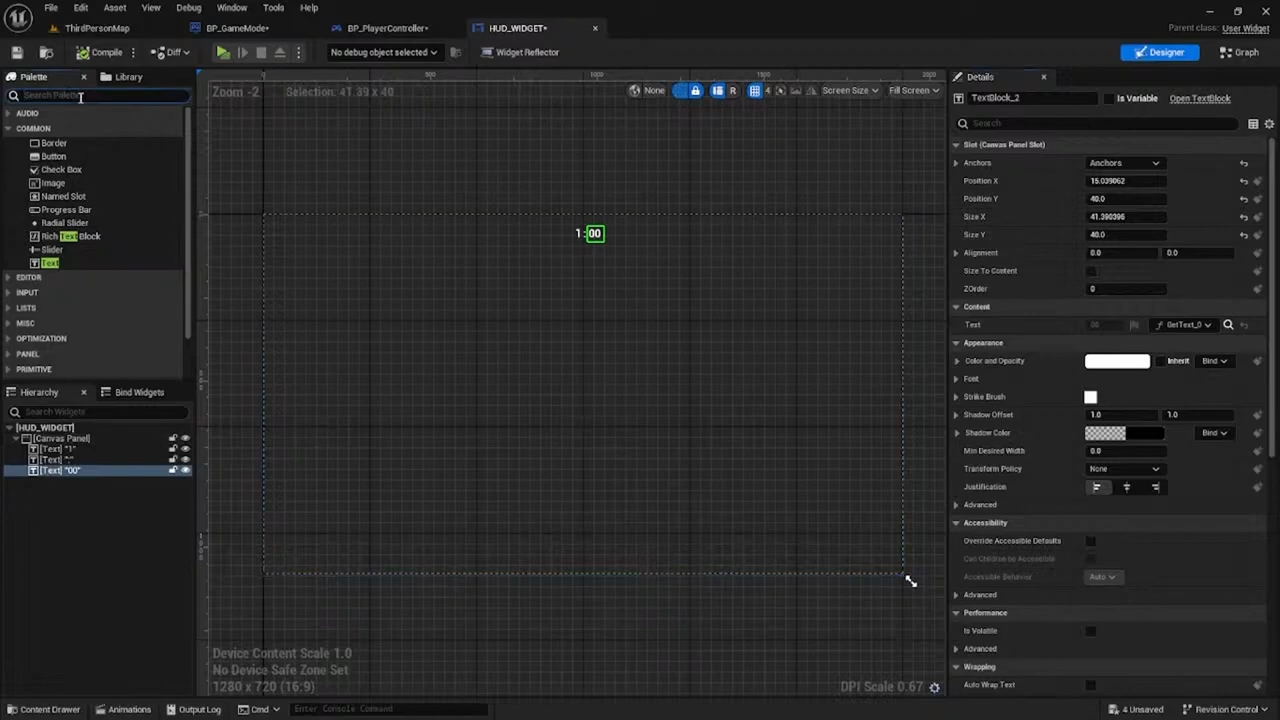 File Edit Asset View Debug Window Tools Help
ThirdPersonMap BP_GameMode* BP_PlayerController* HUD_WIDGET* Parent class: User Widget
Compile Diff No debug object selected Widget Reflector Designer Graph
Palette Library
Search Palette
AUDIO
COMMON
Border
Button
Check Box
Image
Named Slot
Progress Bar
Radial Slider
Rich Text Block
Slider
Text
EDITOR
INPUT
LISTS
MISC
OPTIMIZATION
PANEL
PRIMITIVE
Hierarchy Bind Widgets
Search Widgets
[HUD_WIDGET]
[Canvas Panel]
[Text] "1"
[Text] ":"
[Text] "00"
0 500 1000 1500 2000
Zoom -2 Selection: 41.39 x 40 None R 4 Screen Size Fill Screen
1 : 00
Device Content Scale 1.0
No Device Safe Zone Set
1280 x 720 (16:9) DPI Scale 0.67
Details
TextBlock_2 Is Variable Open TextBlock
Search
Slot (Canvas Panel Slot)
Anchors Anchors
Position X 15.039062
Position Y 40.0
Size X 41.390396
Size Y 40.0
Alignment 0.0 0.0
Size To Content
ZOrder 0
Content
Text 00 GetText_0
Appearance
Color and Opacity Inherit Bind
Font
Strike Brush
Shadow Offset 1.0 1.0
Shadow Color Bind
Min Desired Width 0.0
Transform Policy None
Justification
Advanced
Accessibility
Override Accessible Defaults
Can Children be Accessible
Accessible Behavior Auto
Advanced
Performance
Is Volatile
Advanced
Wrapping
Auto Wrap Text
Content Drawer Animations Output Log Cmd Enter Console Command 4 Unsaved Revision Control